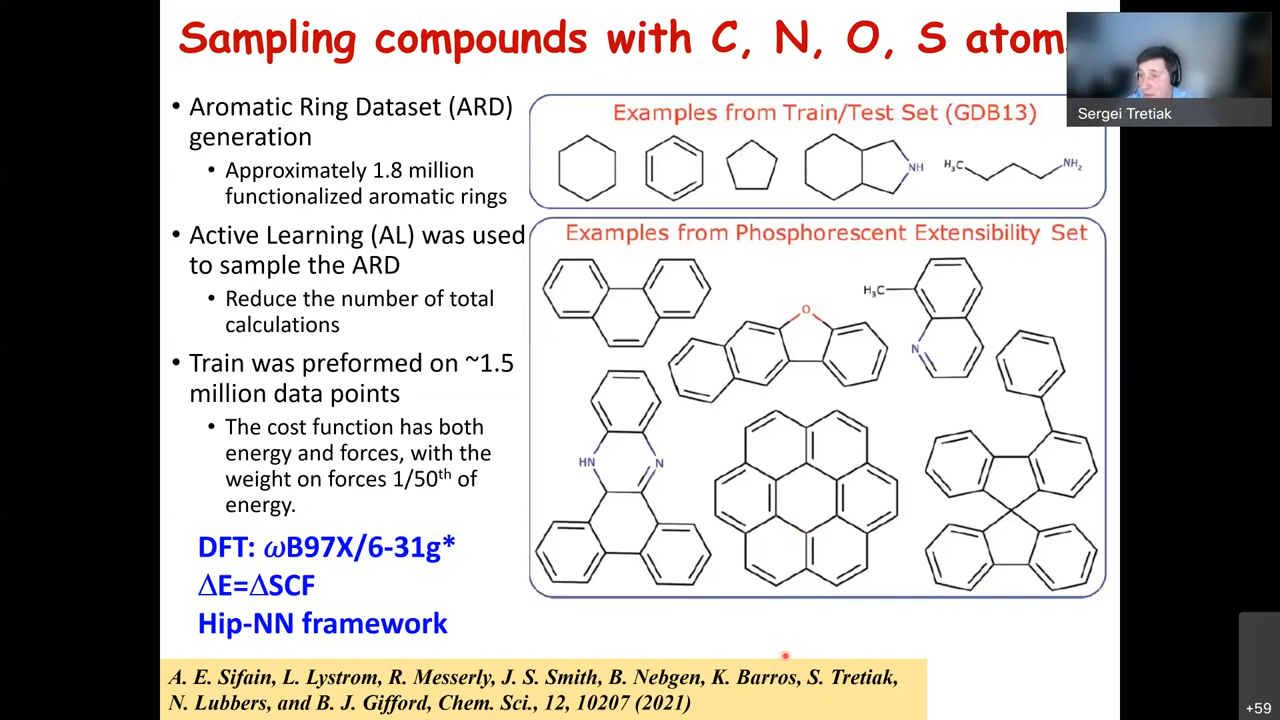 Sampling compounds with C, N, O, S atom
Sergei Tretiak
• Aromatic Ring Dataset (ARD)
generation
• Approximately 1.8 million
functionalized aromatic rings
• Active Learning (AL) was used
to sample the ARD
• Reduce the number of total
calculations
• Train was preformed on ~1.5
million data points
• The cost function has both
energy and forces, with the
weight on forces 1/50th of
energy.
DFT: ωB97X/6-31g*
ΔE=ΔSCF
Hip-NN framework
Examples from Train/Test Set (GDB13)
NH
H₃C
NH₂
Examples from Phosphorescent Extensibility Set
H₃C
O
N
HN
N
A. E. Sifain, L. Lystrom, R. Messerly, J. S. Smith, B. Nebgen, K. Barros, S. Tretiak,
N. Lubbers, and B. J. Gifford, Chem. Sci., 12, 10207 (2021)
+59